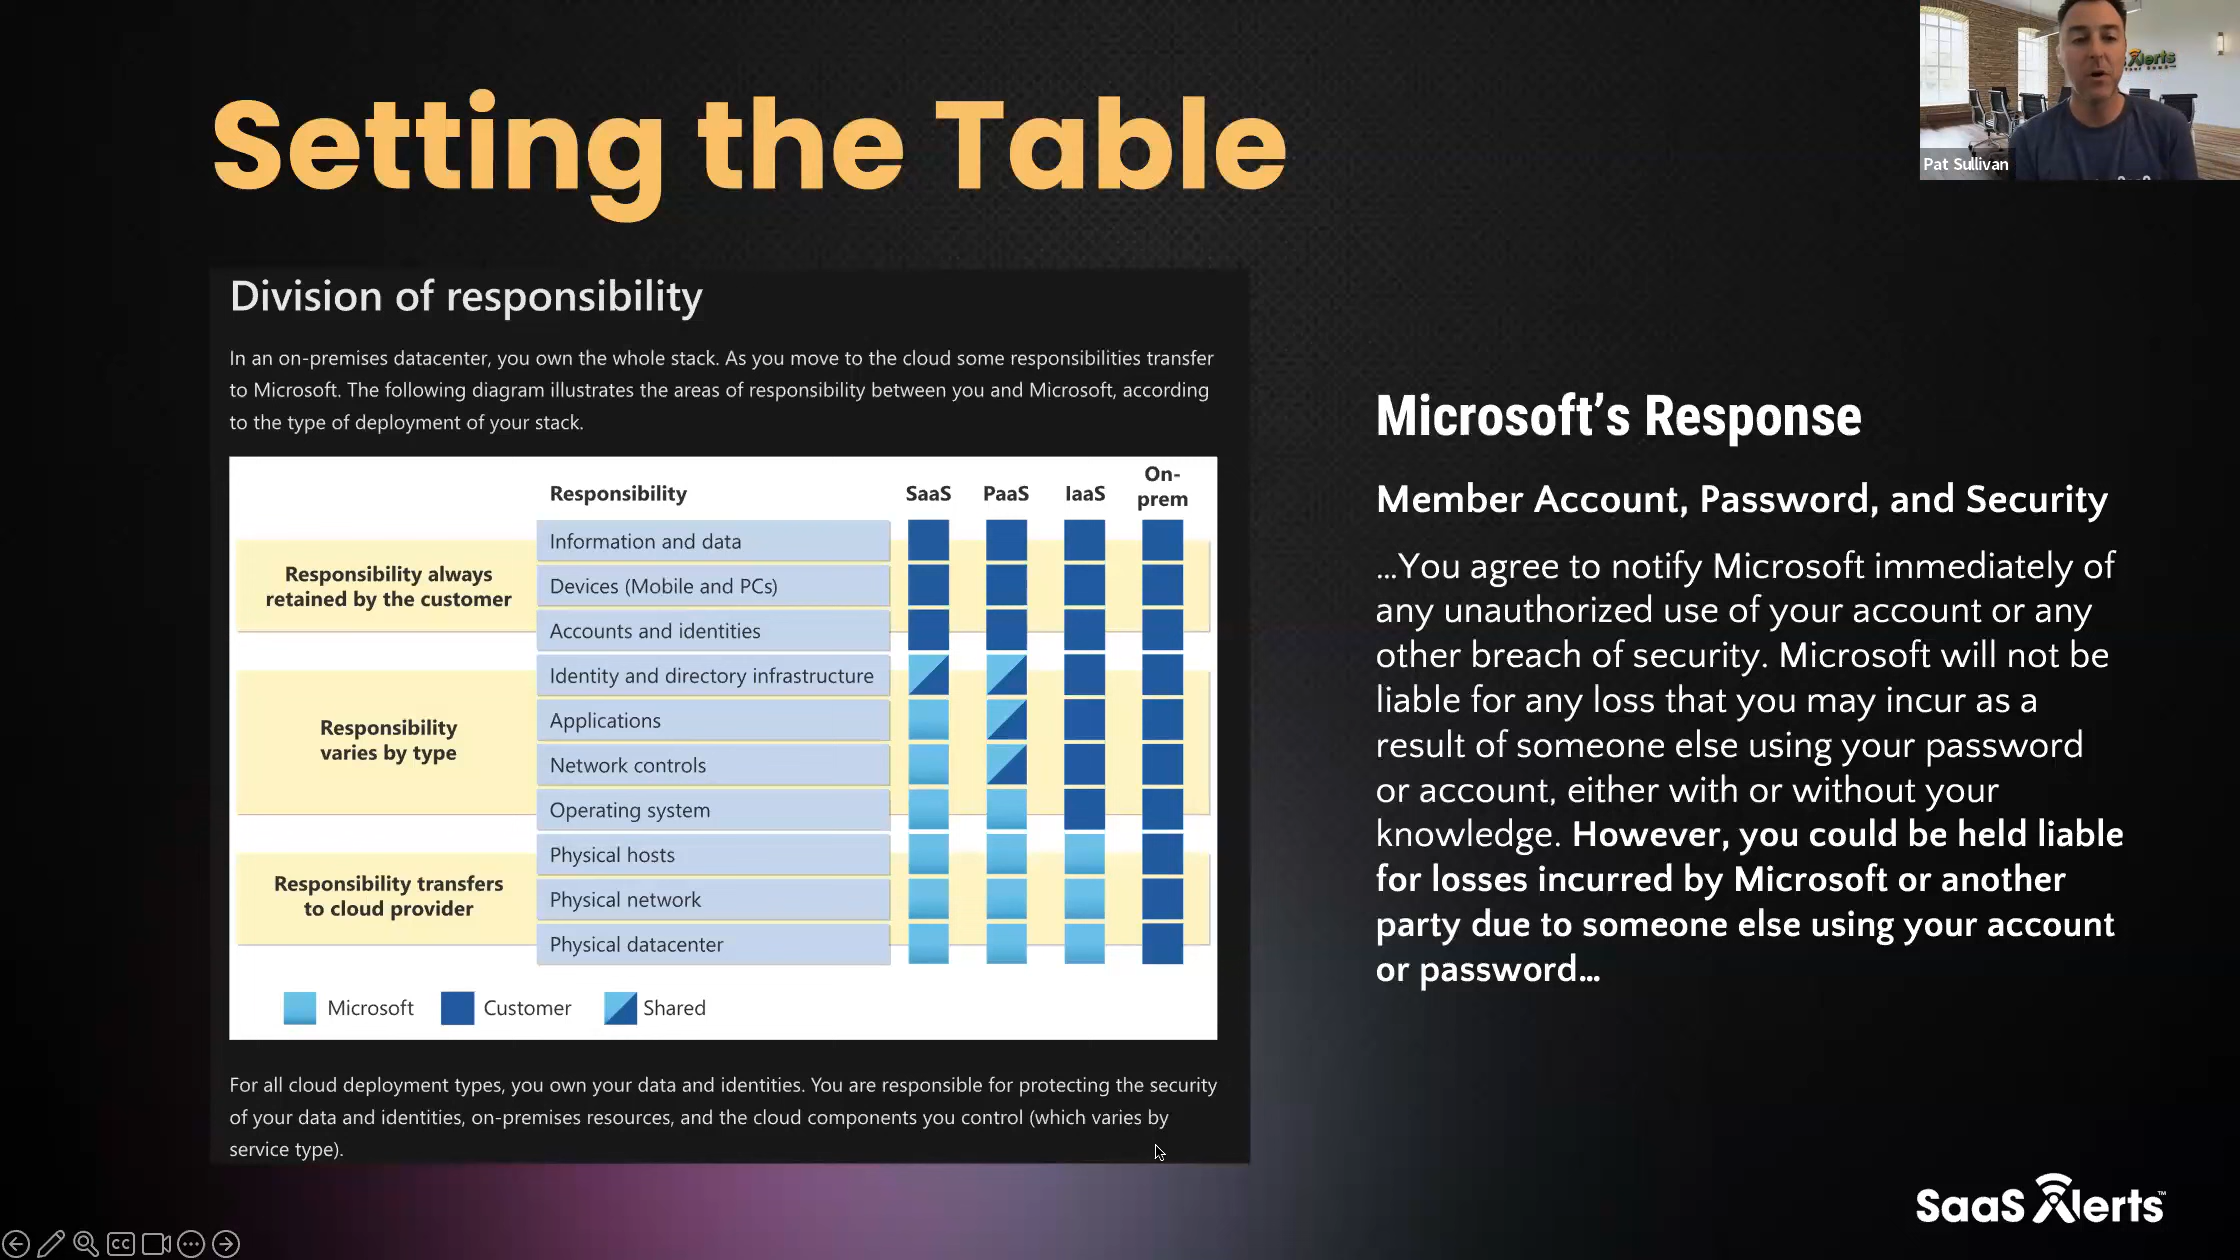 Setting the Table
Pat Sullivan
Division of responsibility
In an on-premises datacenter, you own the whole stack. As you move to the cloud some responsibilities transfer
to Microsoft. The following diagram illustrates the areas of responsibility between you and Microsoft, according
to the type of deployment of your stack.
Responsibility SaaS PaaS IaaS On-
prem
Responsibility always
retained by the customer
Information and data
Devices (Mobile and PCs)
Accounts and identities
Responsibility
varies by type
Identity and directory infrastructure
Applications
Network controls
Operating system
Responsibility transfers
to cloud provider
Physical hosts
Physical network
Physical datacenter
Microsoft Customer Shared
For all cloud deployment types, you own your data and identities. You are responsible for protecting the security
of your data and identities, on-premises resources, and the cloud components you control (which varies by
service type).
Microsoft’s Response
Member Account, Password, and Security
...You agree to notify Microsoft immediately of
any unauthorized use of your account or any
other breach of security. Microsoft will not be
liable for any loss that you may incur as a
result of someone else using your password
or account, either with or without your
knowledge. However, you could be held liable
for losses incurred by Microsoft or another
party due to someone else using your account
or password...
SaaS Alerts™
CC